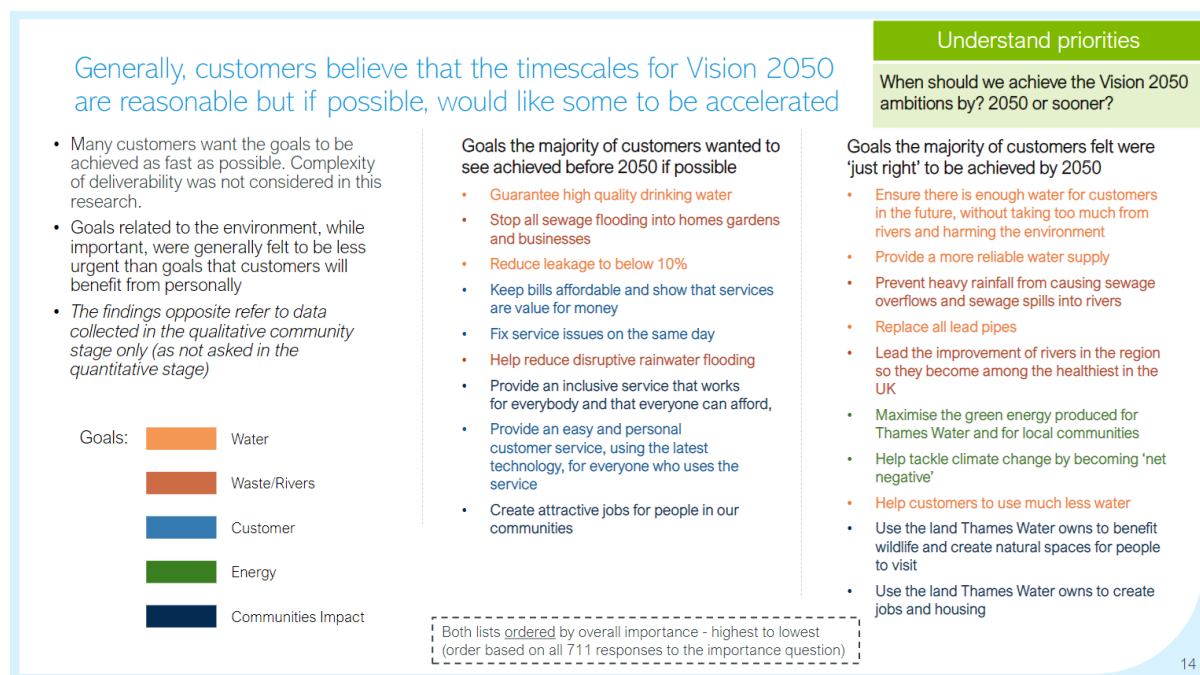 Understand priorities
When should we achieve the Vision 2050
ambitions by? 2050 or sooner?
Generally, customers believe that the timescales for Vision 2050
are reasonable but if possible, would like some to be accelerated
• Many customers want the goals to be
achieved as fast as possible. Complexity
of deliverability was not considered in this
research.
• Goals related to the environment, while
important, were generally felt to be less
urgent than goals that customers will
benefit from personally
• The findings opposite refer to data
collected in the qualitative community
stage only (as not asked in the
quantitative stage)
Goals:
Water
Waste/Rivers
Customer
Energy
Communities Impact
Goals the majority of customers wanted to
see achieved before 2050 if possible
• Guarantee high quality drinking water
• Stop all sewage flooding into homes gardens
and businesses
• Reduce leakage to below 10%
• Keep bills affordable and show that services
are value for money
• Fix service issues on the same day
• Help reduce disruptive rainwater flooding
• Provide an inclusive service that works
for everybody and that everyone can afford,
• Provide an easy and personal
customer service, using the latest
technology, for everyone who uses the
service
• Create attractive jobs for people in our
communities
Goals the majority of customers felt were
‘just right’ to be achieved by 2050
• Ensure there is enough water for customers
in the future, without taking too much from
rivers and harming the environment
• Provide a more reliable water supply
• Prevent heavy rainfall from causing sewage
overflows and sewage spills into rivers
• Replace all lead pipes
• Lead the improvement of rivers in the region
so they become among the healthiest in the
UK
• Maximise the green energy produced for
Thames Water and for local communities
• Help tackle climate change by becoming ‘net
negative’
• Help customers to use much less water
• Use the land Thames Water owns to benefit
wildlife and create natural spaces for people
to visit
• Use the land Thames Water owns to create
jobs and housing
Both lists ordered by overall importance - highest to lowest
(order based on all 711 responses to the importance question)
14